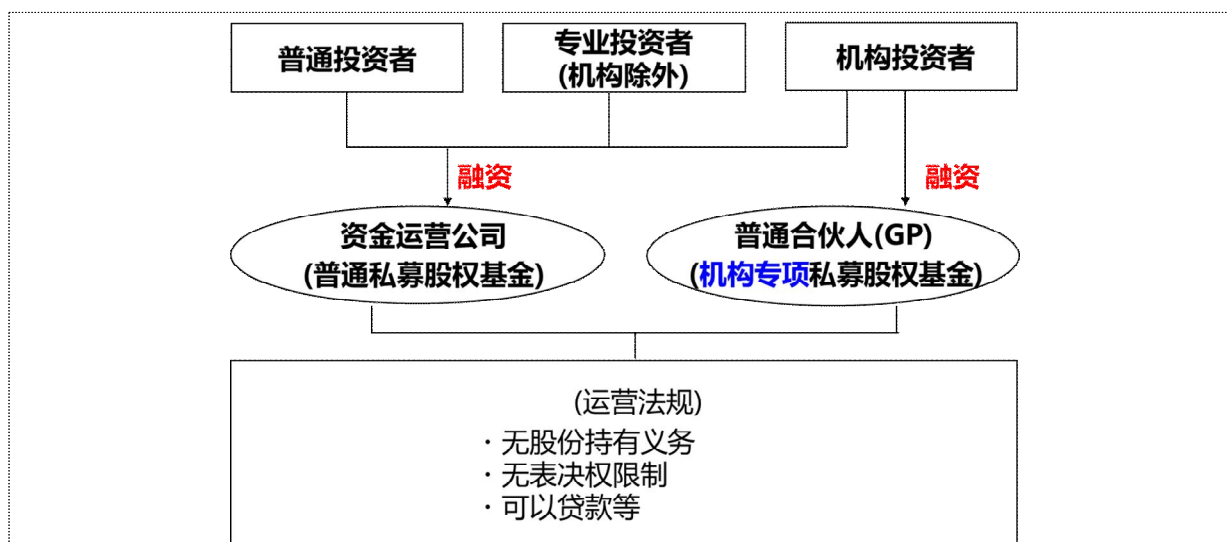 普通投资者
专业投资者
(机构除外)
机构投资者
融资
融资
资金运营公司
(普通私募股权基金)
普通合伙人(GP)
(机构专项私募股权基金)
(运营法规)
· 无股份持有义务
· 无表决权限制
· 可以贷款等